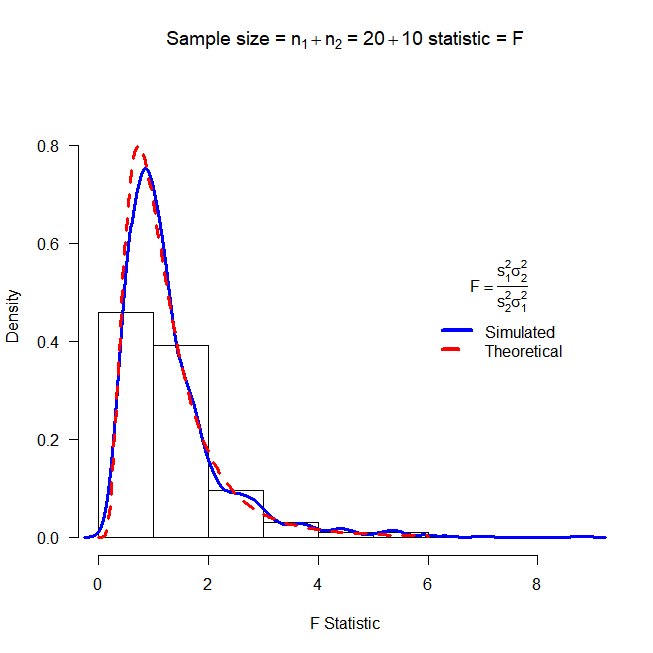 Sample size = n₁ + n₂ = 20 + 10 statistic = F
Density
0.8
0.6
0.4
0.2
0.0
F = s₁²σ₂² / s₂²σ₁²
Simulated
Theoretical
0 2 4 6 8
F Statistic